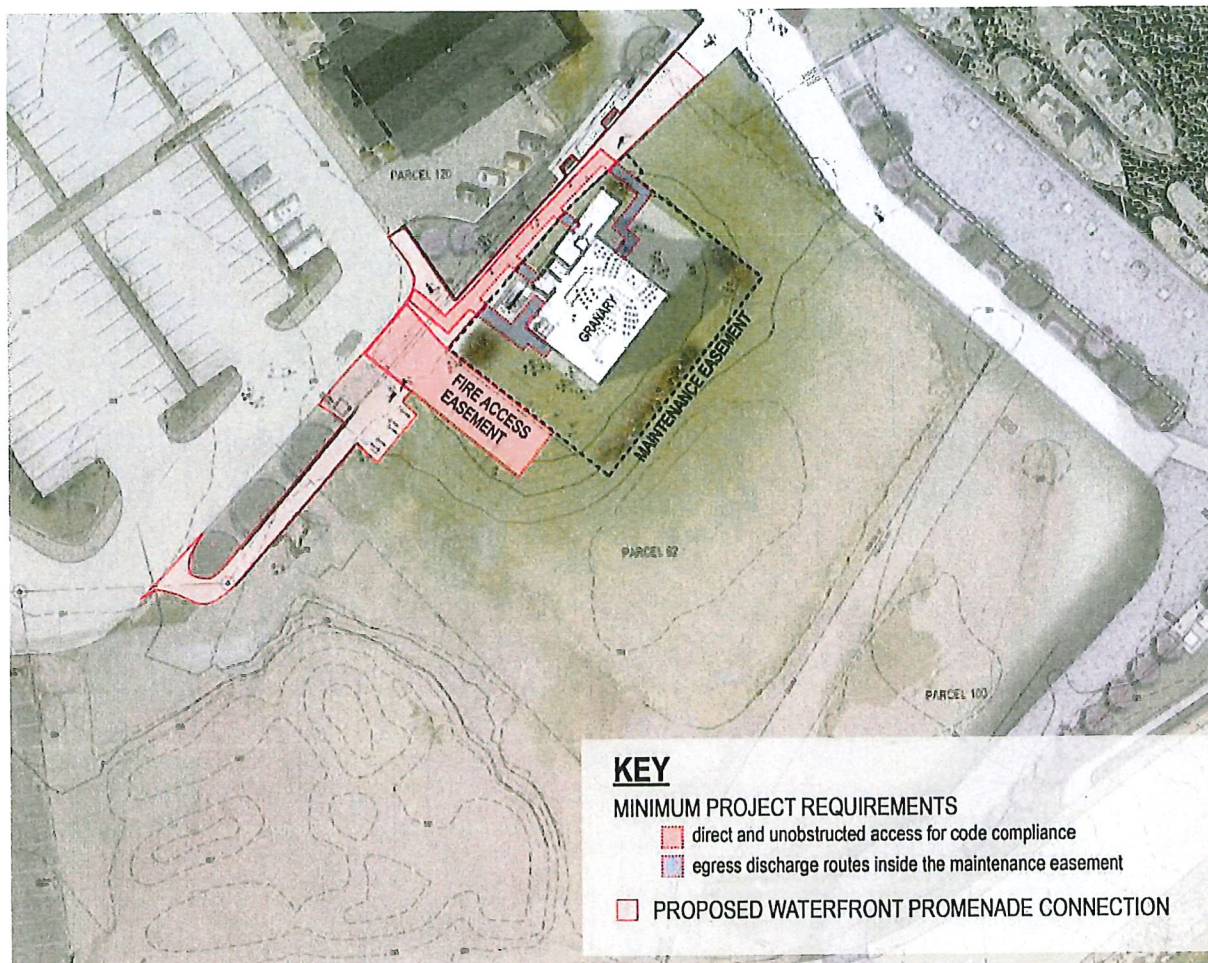 PARCEL 120
GRANARY
FIRE ACCESS
EASEMENT
MAINTENANCE EASEMENT
PARCEL 92
PARCEL 100
KEY
MINIMUM PROJECT REQUIREMENTS
direct and unobstructed access for code compliance
egress discharge routes inside the maintenance easement
PROPOSED WATERFRONT PROMENADE CONNECTION